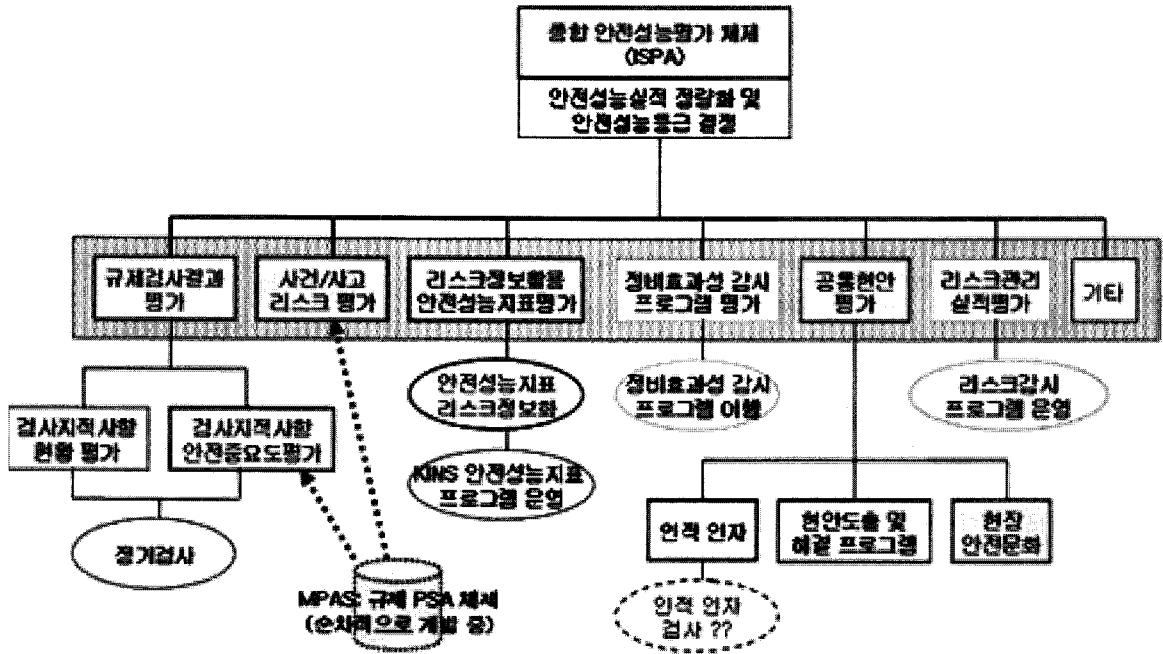 통합 안전성능평가 체제
(ISPA)
안전성능실적 정량화 및
안전성능등급 결정
규제검사결과
평가
사건/사고
리스크 평가
리스크정보활용
안전성능지표평가
정비효과성 감시
프로그램 평가
공통현안
평가
리스크관리
실적평가
기타
안전성능지표
리스크정보화
정비효과성 감시
프로그램 이행
리스크감시
프로그램 운영
검사지적사항
현황 평가
검사지적사항
안전중요도평가
KINS 안전성능지표
프로그램 운영
인적 인자
현안도출 및
해결 프로그램
현장
안전문화
정기검사
MPAS: 규제 PSA 체제
(순차적으로 개발 중)
인적 인자
검사 ??